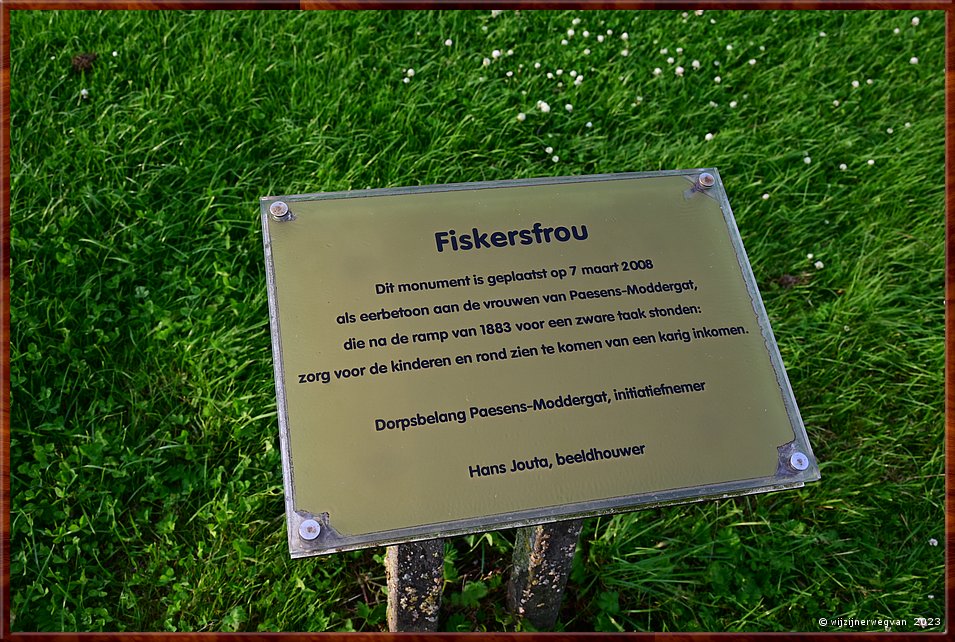 Fiskersfrou
Dit monument is geplaatst op 7 maart 2008
als eerbetoon aan de vrouwen van Paesens-Moddergat,
die na de ramp van 1883 voor een zware taak stonden:
zorg voor de kinderen en rond zien te komen van een karig inkomen.
Dorpsbelang Paesens-Moddergat, initiatiefnemer
Hans Jouta, beeldhouwer
© wijzijnerwegvan 2023